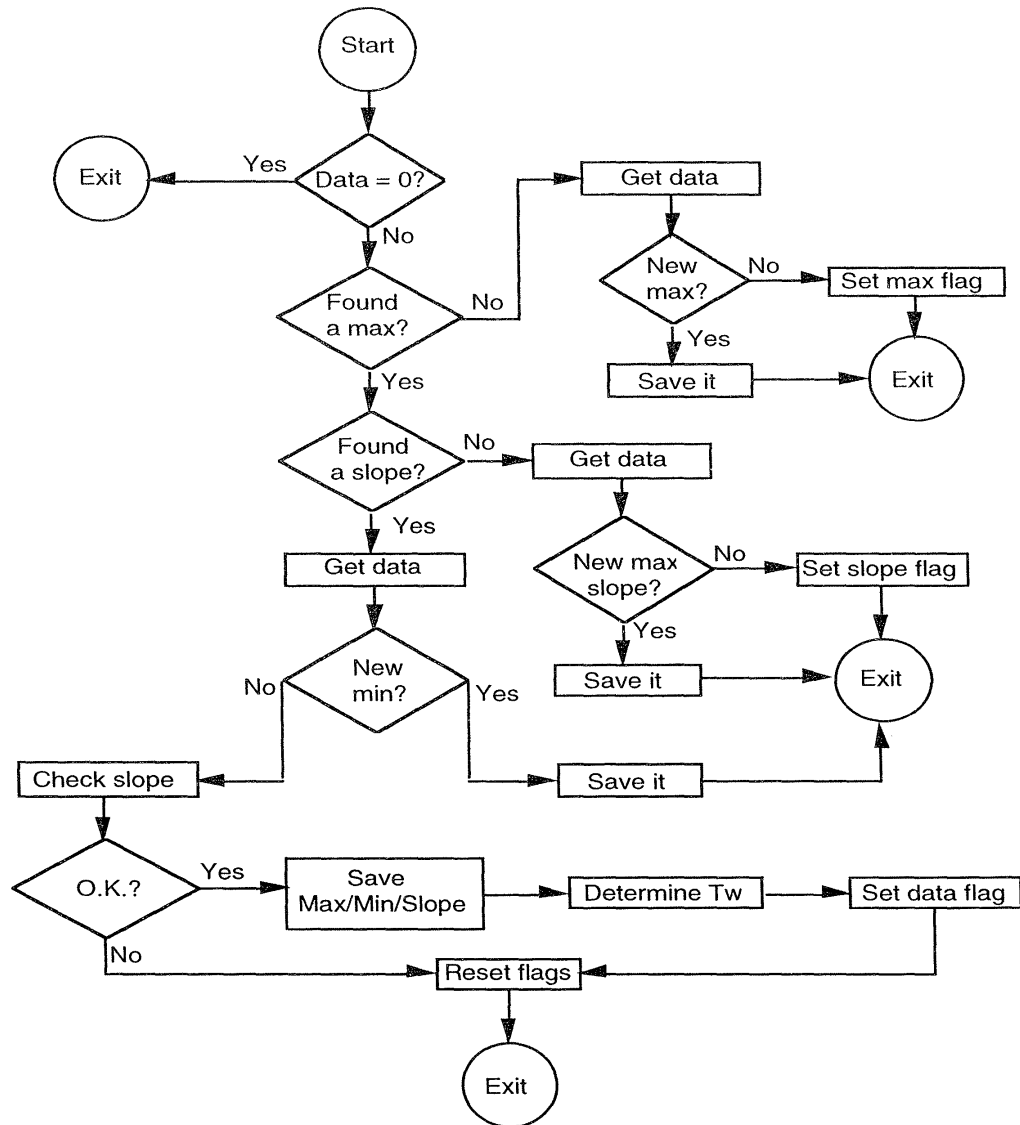 Start
Exit
Yes
Data = 0?
No
Get data
New
max?
No
Set max flag
Yes
Save it
Exit
Found
a max?
No
Yes
Found
a slope?
No
Get data
Yes
New max
slope?
No
Set slope flag
Yes
Save it
Exit
Get data
New
min?
No
Yes
Save it
Check slope
O.K.?
Yes
Save
Max/Min/Slope
Determine Tw
Set data flag
No
Reset flags
Exit